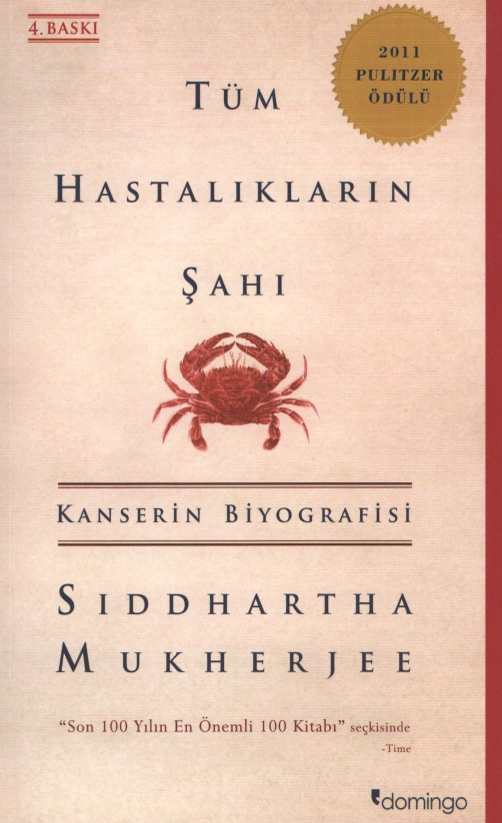 4. BASKI
2011
PULITZER
ÖDÜLÜ
TÜM
HASTALIKLARIN
ŞAHI
KANSERİN BİYOGRAFİSİ
SIDDHARTHA
MUKHERJEE
“Son 100 Yılın En Önemli 100 Kitabı” seçkisinde
-Time
domingo